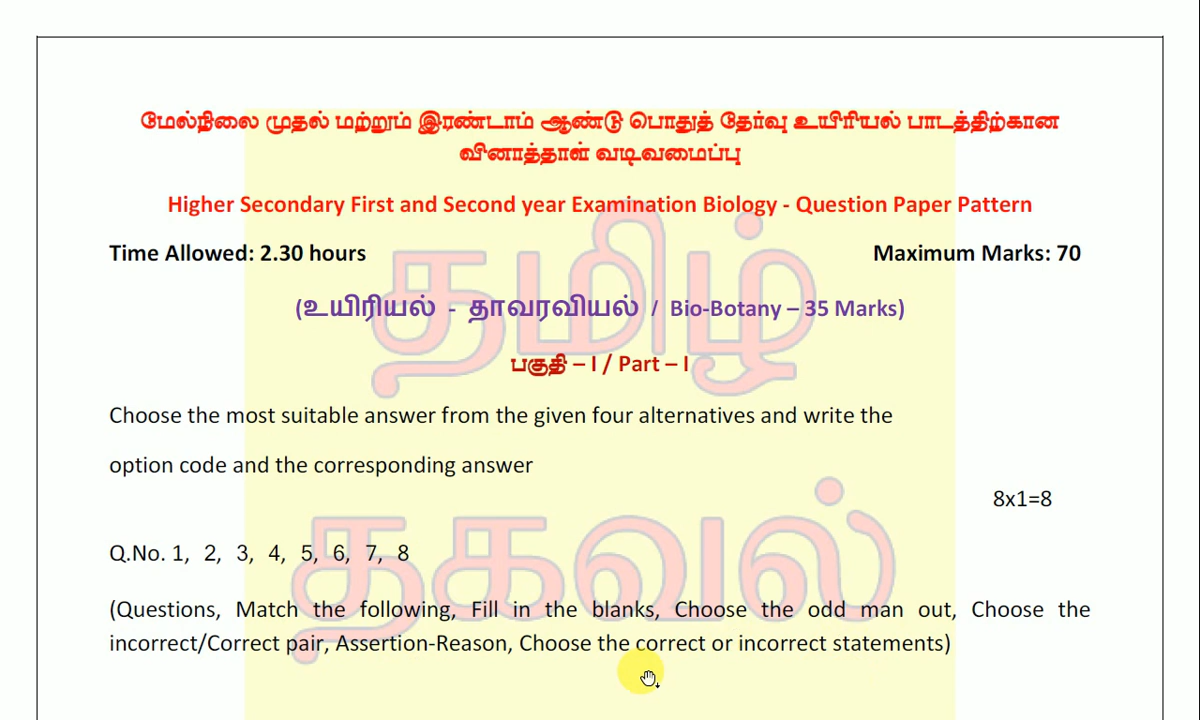 மேல்நிலை முதல் மற்றும் இரண்டாம் ஆண்டு பொதுத் தேர்வு உயிரியல் பாடத்திற்கான
வினாத்தாள் வடிவமைப்பு
Higher Secondary First and Second year Examination Biology - Question Paper Pattern
Time Allowed: 2.30 hours Maximum Marks: 70
(உயிரியல் - தாவரவியல் / Bio-Botany – 35 Marks)
தமிழ்
பகுதி – I / Part – I
Choose the most suitable answer from the given four alternatives and write the
option code and the corresponding answer
8x1=8
Q.No. 1, 2, 3, 4, 5, 6, 7, 8
தகவல்
(Questions, Match the following, Fill in the blanks, Choose the odd man out, Choose the
incorrect/Correct pair, Assertion-Reason, Choose the correct or incorrect statements)